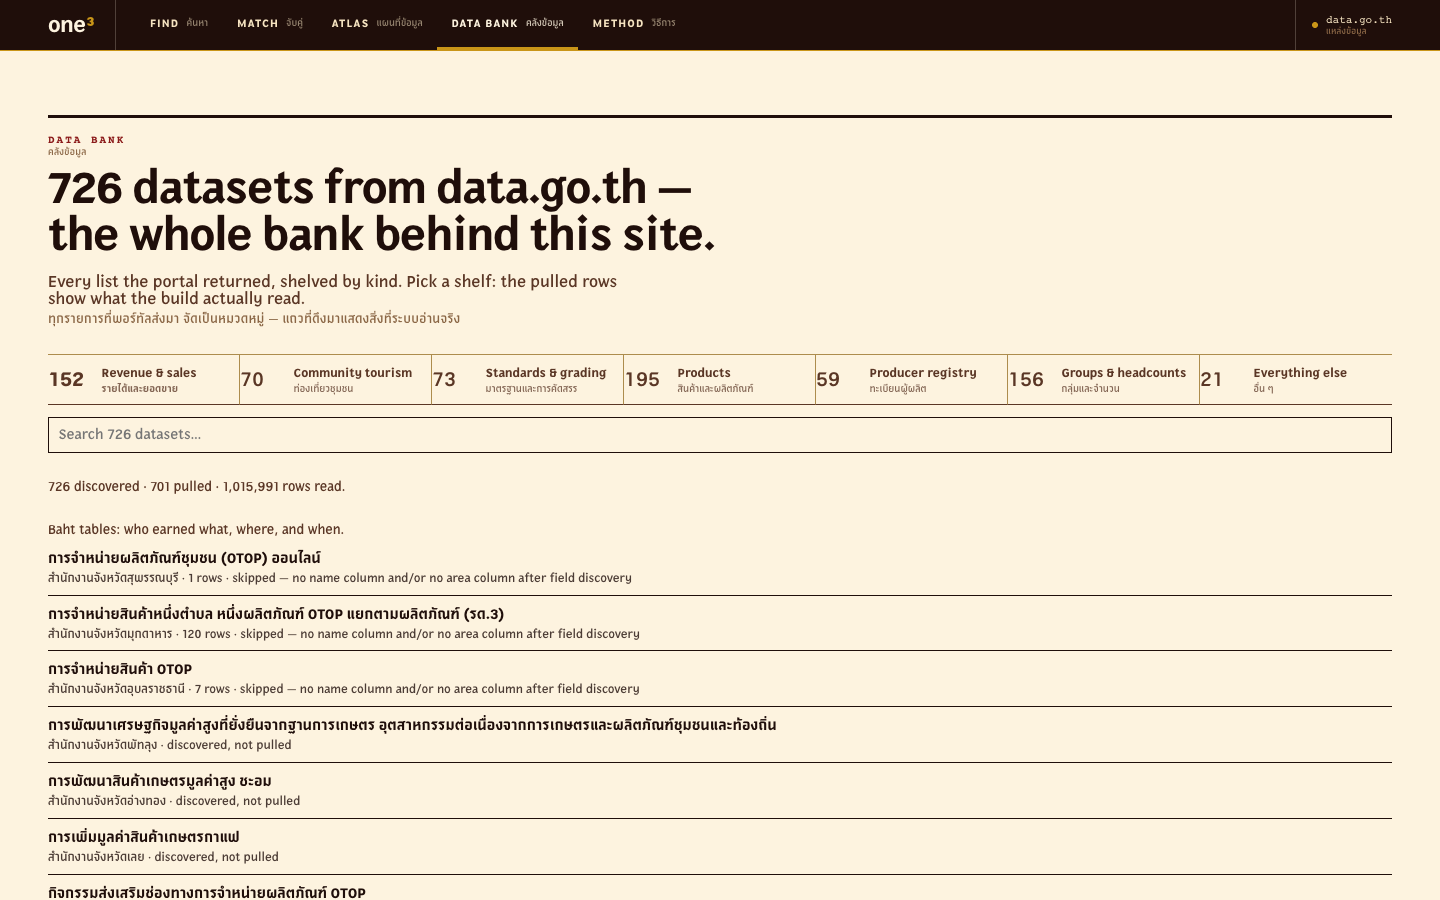 one³
FIND ค้นหา
MATCH จับคู่
ATLAS แผนที่ข้อมูล
DATA BANK คลังข้อมูล
METHOD วิธีการ
data.go.th
แหล่งข้อมูล
DATA BANK
คลังข้อมูล
726 datasets from data.go.th —
the whole bank behind this site.
Every list the portal returned, shelved by kind. Pick a shelf: the pulled rows
show what the build actually read.
ทุกรายการที่พอร์ทัลส่งมา จัดเป็นหมวดหมู่ — แถวที่ดึงมาแสดงสิ่งที่ระบบอ่านจริง
152 Revenue & sales
รายได้และยอดขาย
70 Community tourism
ท่องเที่ยวชุมชน
73 Standards & grading
มาตรฐานและการคัดสรร
195 Products
สินค้าและผลิตภัณฑ์
59 Producer registry
ทะเบียนผู้ผลิต
156 Groups & headcounts
กลุ่มและจำนวน
21 Everything else
อื่น ๆ
Search 726 datasets...
726 discovered · 701 pulled · 1,015,991 rows read.
Baht tables: who earned what, where, and when.
การจำหน่ายผลิตภัณฑ์ชุมชน (OTOP) ออนไลน์
สำนักงานจังหวัดสุพรรณบุรี · 1 rows · skipped — no name column and/or no area column after field discovery
การจำหน่ายสินค้าหนึ่งตำบล หนึ่งผลิตภัณฑ์ OTOP แยกตามผลิตภัณฑ์ (รด.3)
สำนักงานจังหวัดมุกดาหาร · 120 rows · skipped — no name column and/or no area column after field discovery
การจำหน่ายสินค้า OTOP
สำนักงานจังหวัดอุบลราชธานี · 7 rows · skipped — no name column and/or no area column after field discovery
การพัฒนาเศรษฐกิจมูลค่าสูงที่ยั่งยืนจากฐานการเกษตร อุตสาหกรรมต่อเนื่องจากการเกษตรและผลิตภัณฑ์ชุมชนและท้องถิ่น
สำนักงานจังหวัดพัทลุง · discovered, not pulled
การพัฒนาสินค้าเกษตรมูลค่าสูง ชะอม
สำนักงานจังหวัดอ่างทอง · discovered, not pulled
การเพิ่มมูลค่าสินค้าเกษตรกาแฟ
สำนักงานจังหวัดเลย · discovered, not pulled
กิจกรรมส่งเสริมช่องทางการจำหน่ายผลิตภัณฑ์ OTOP